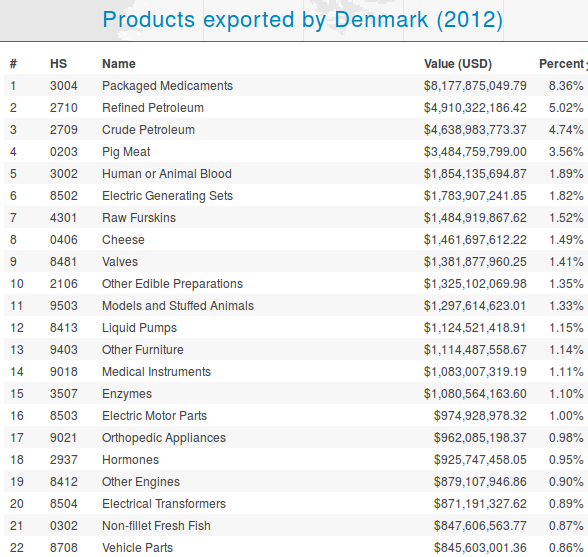 Products exported by Denmark (2012)
# HS Name Value (USD) Percent
1 3004 Packaged Medicaments $8,177,875,049.79 8.36%
2 2710 Refined Petroleum $4,910,322,186.42 5.02%
3 2709 Crude Petroleum $4,638,983,773.37 4.74%
4 0203 Pig Meat $3,484,759,799.00 3.56%
5 3002 Human or Animal Blood $1,854,135,694.87 1.89%
6 8502 Electric Generating Sets $1,783,907,241.85 1.82%
7 4301 Raw Furskins $1,484,919,867.62 1.52%
8 0406 Cheese $1,461,697,612.22 1.49%
9 8481 Valves $1,381,877,960.25 1.41%
10 2106 Other Edible Preparations $1,325,102,069.98 1.35%
11 9503 Models and Stuffed Animals $1,297,614,623.01 1.33%
12 8413 Liquid Pumps $1,124,521,418.91 1.15%
13 9403 Other Furniture $1,114,487,558.67 1.14%
14 9018 Medical Instruments $1,083,007,319.19 1.11%
15 3507 Enzymes $1,080,564,163.60 1.10%
16 8503 Electric Motor Parts $974,928,978.32 1.00%
17 9021 Orthopedic Appliances $962,085,198.37 0.98%
18 2937 Hormones $925,747,458.05 0.95%
19 8412 Other Engines $879,107,946.86 0.90%
20 8504 Electrical Transformers $871,191,327.62 0.89%
21 0302 Non-fillet Fresh Fish $847,606,563.77 0.87%
22 8708 Vehicle Parts $845,603,001.36 0.86%